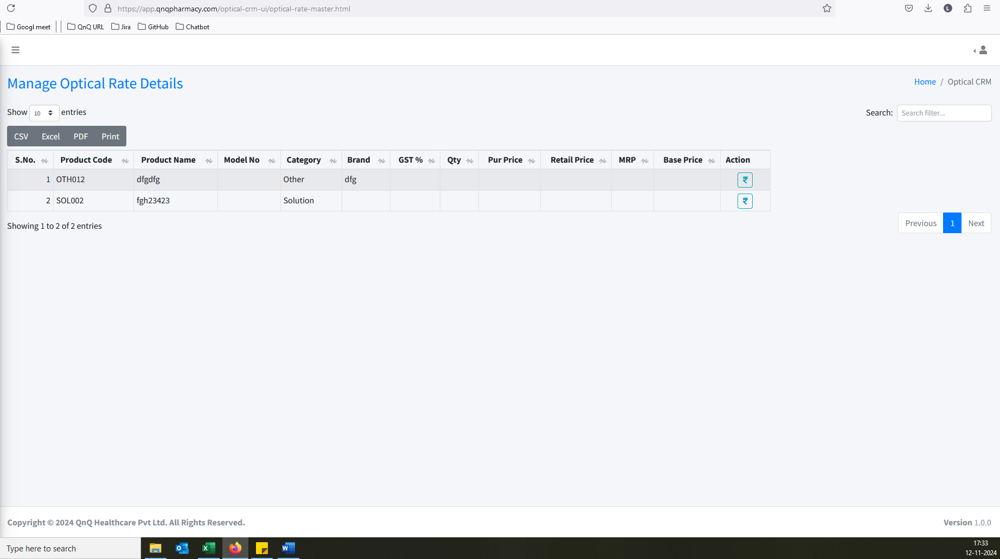 https://app.qnqpharmacy.com/optical-crm-ui/optical-rate-master.html
L
Googl meet QnQ URL Jira GitHub Chatbot
Manage Optical Rate Details
Home / Optical CRM
Show 10 entries
Search: Search filter...
CSV Excel PDF Print
S.No. Product Code Product Name Model No Category Brand GST % Qty Pur Price Retail Price MRP Base Price Action
1 OTH012 dfgdfg Other dfg ₹
2 SOL002 fgh23423 Solution ₹
Showing 1 to 2 of 2 entries
Previous 1 Next
Copyright © 2024 QnQ Healthcare Pvt Ltd. All Rights Reserved.
Version 1.0.0
Type here to search
17:33
12-11-2024